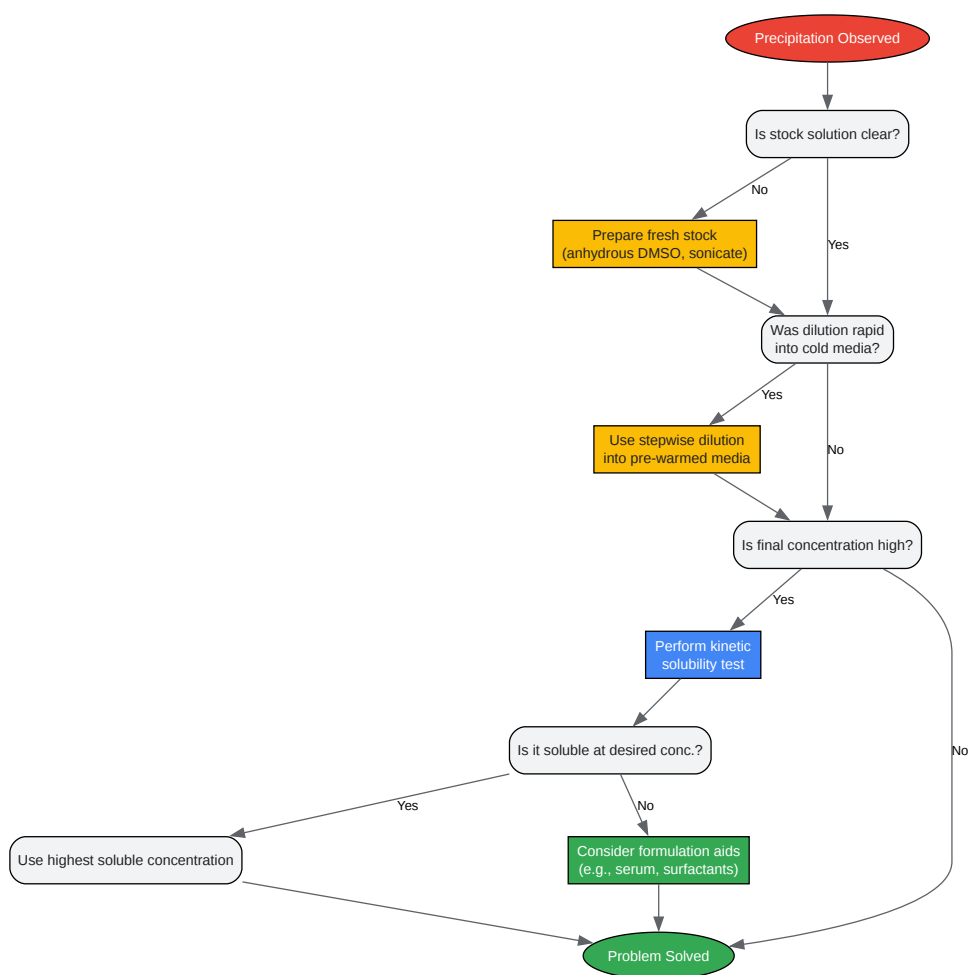 Precipitation Observed
Is stock solution clear?
No
Prepare fresh stock
(anhydrous DMSO, sonicate)
Yes
Was dilution rapid
into cold media?
Yes
Use stepwise dilution
into pre-warmed media
No
Is final concentration high?
Yes
Perform kinetic
solubility test
Is it soluble at desired conc.?
No
Yes
No
Use highest soluble concentration
Consider formulation aids
(e.g., serum, surfactants)
Problem Solved